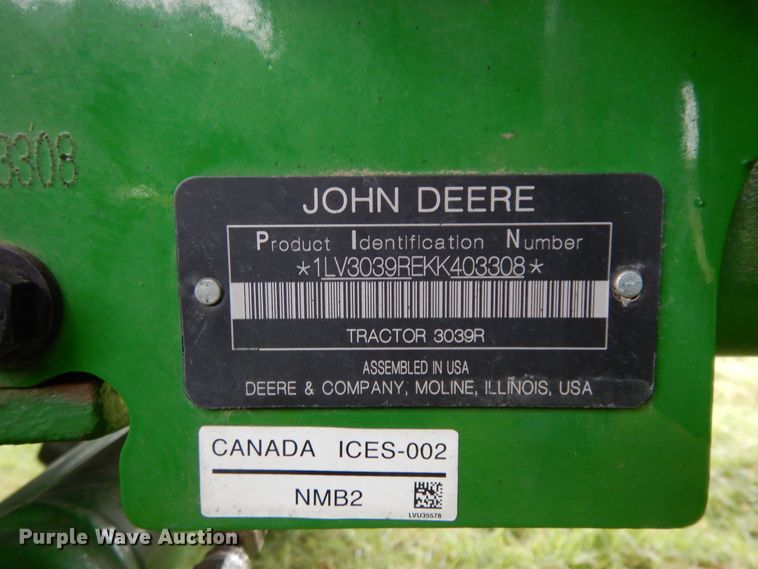 3308
JOHN DEERE
Product Identification Number
*1LV3039REKK403308*
TRACTOR 3039R
ASSEMBLED IN USA
DEERE & COMPANY, MOLINE, ILLINOIS, USA
CANADA ICES-002
NMB2
LVU35578
Purple Wave Auction